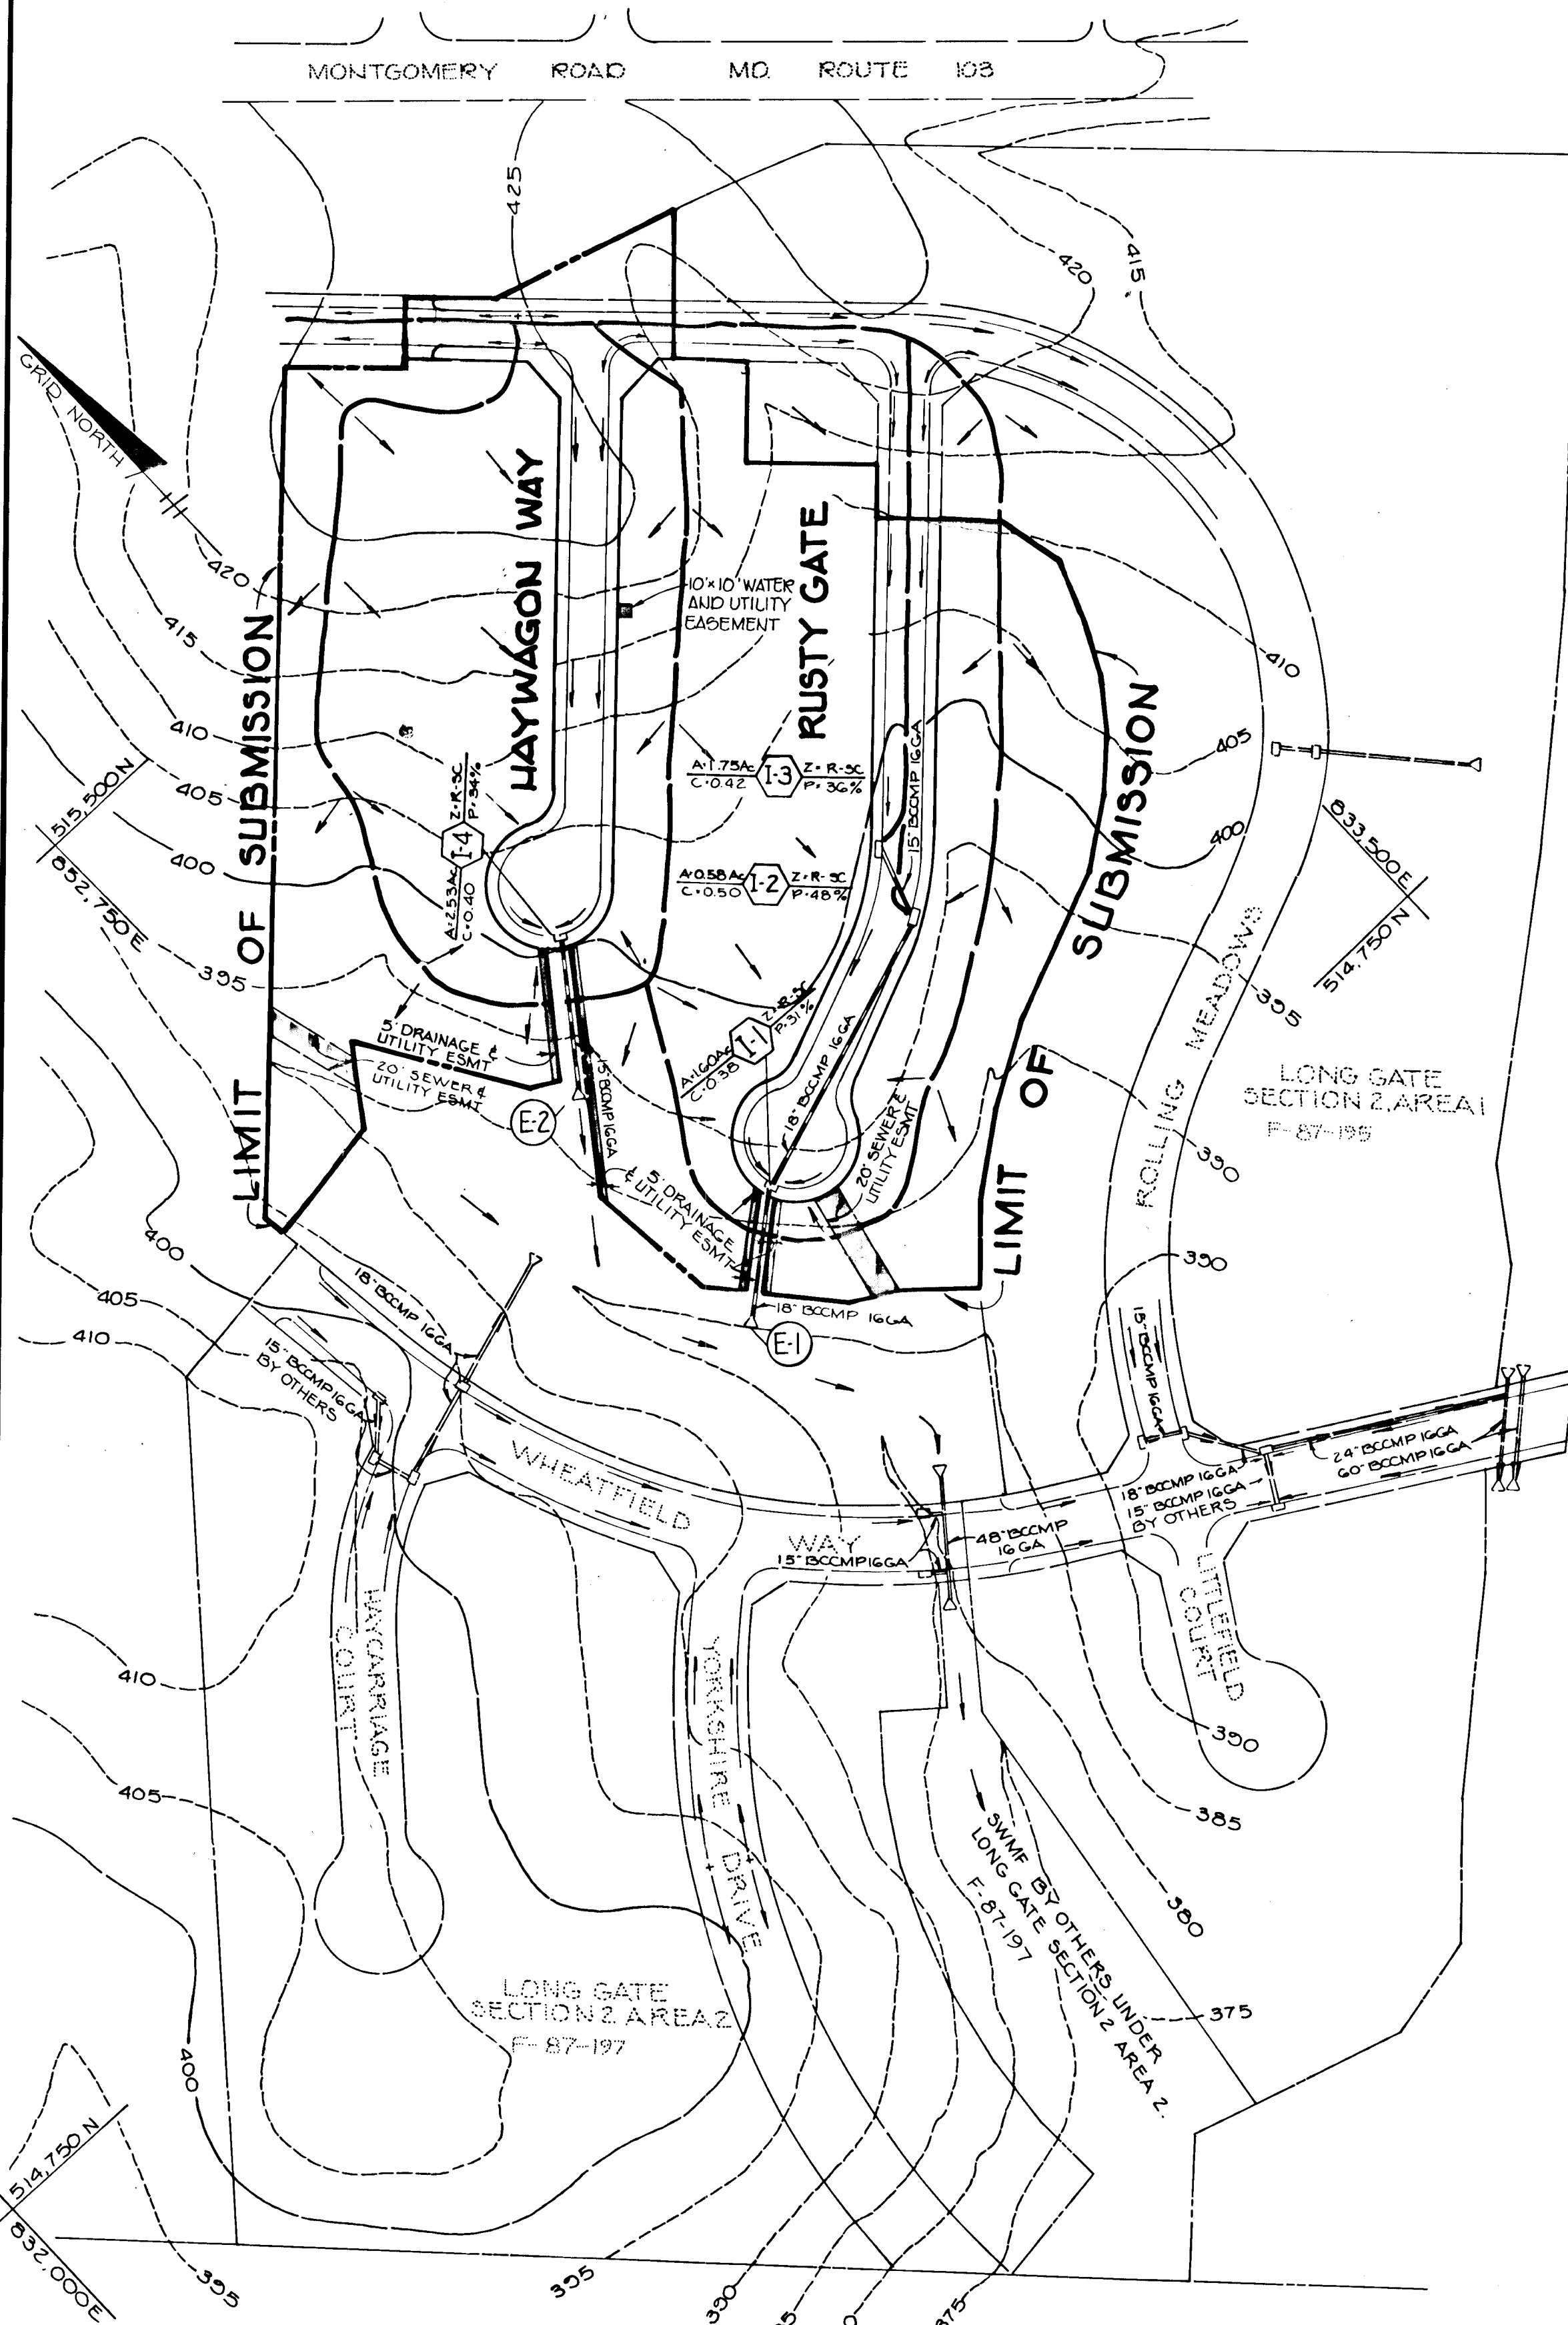 MONTGOMERY ROAD MD. ROUTE 103
425
420
415
GRID NORTH
420
415
410
405
400
395
HAYWAGON WAY
RUSTY GATE
10'x10' WATER
AND UTILITY
EASEMENT
LIMIT OF SUBMISSION
LIMIT OF SUBMISSION
410
405
400
395
390
390
515,500 N
832,750 E
833,500 E
514,750 N
A=2.53Ac
C=0.40
I-4
Z=R-SC
P=34%
A=1.75Ac
C=0.42
I-3
Z=R-SC
P=36%
15" BCCMP 16GA
A=0.58Ac
C=0.50
I-2
Z=R-SC
P=48%
A=1.60Ac
C=0.38
I-1
Z=R-SC
P=31%
18" BCCMP 16GA
18" BCCMP 16GA
5' DRAINAGE &
UTILITY ESMT
20' SEWER &
UTILITY ESMT
E-2
15" BCCMP 16GA
5' DRAINAGE
& UTILITY ESMT
20' SEWER &
UTILITY ESMT
18" BCCMP 16GA
E-1
ROLLING MEADOWS
LONG GATE
SECTION 2, AREA 1
F-87-195
400
405
410
18" BCCMP 16GA
15" BCCMP 16GA
BY OTHERS
15" BCCMP 16GA
WHEATFIELD WAY
15" BCCMP 16GA
48" BCCMP
16 GA
18" BCCMP 16GA
15" BCCMP 16GA
BY OTHERS
24" BCCMP 16GA
60" BCCMP 16GA
HAYCARRIAGE
COURT
YORKSHIRE DRIVE
LITTLEFIELD
COURT
410
405
400
390
385
380
375
SWMF BY OTHERS UNDER
LONG GATE SECTION 2 AREA 2.
F-87-197
LONG GATE
SECTION 2 AREA 2
F-87-197
514,750 N
832,000 E
395
395
390
375